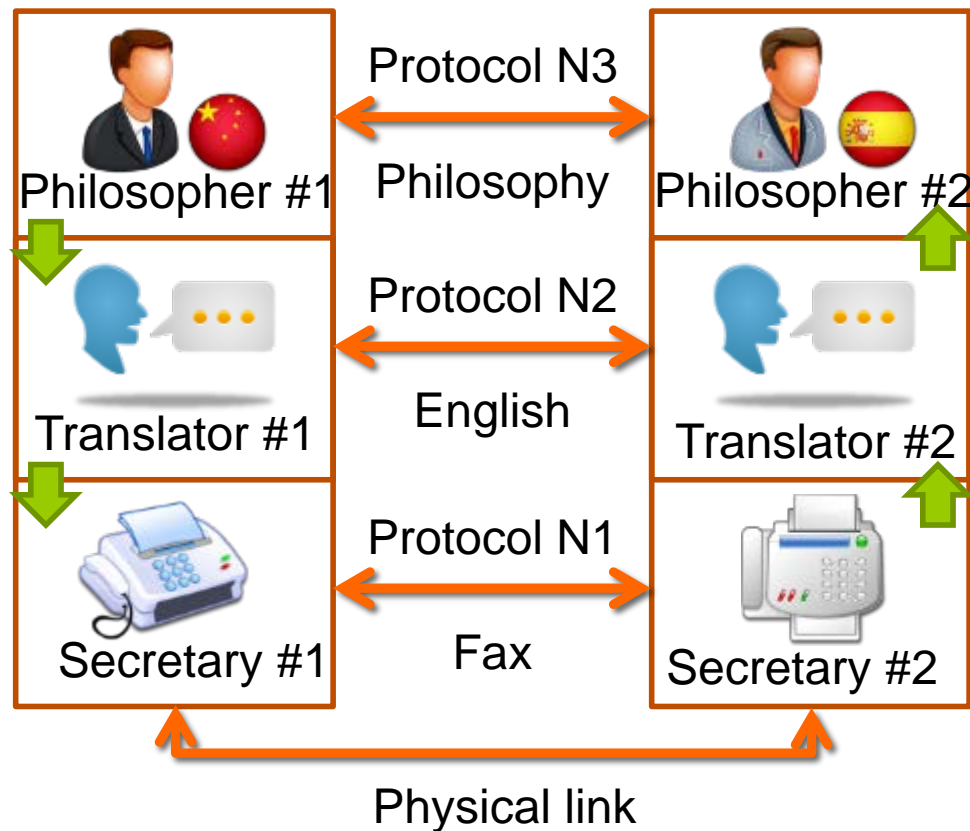 Protocol N3
Philosopher #1
Philosophy
Philosopher #2
Protocol N2
Translator #1
English
Translator #2
Protocol N1
Secretary #1
Fax
Secretary #2
Physical link